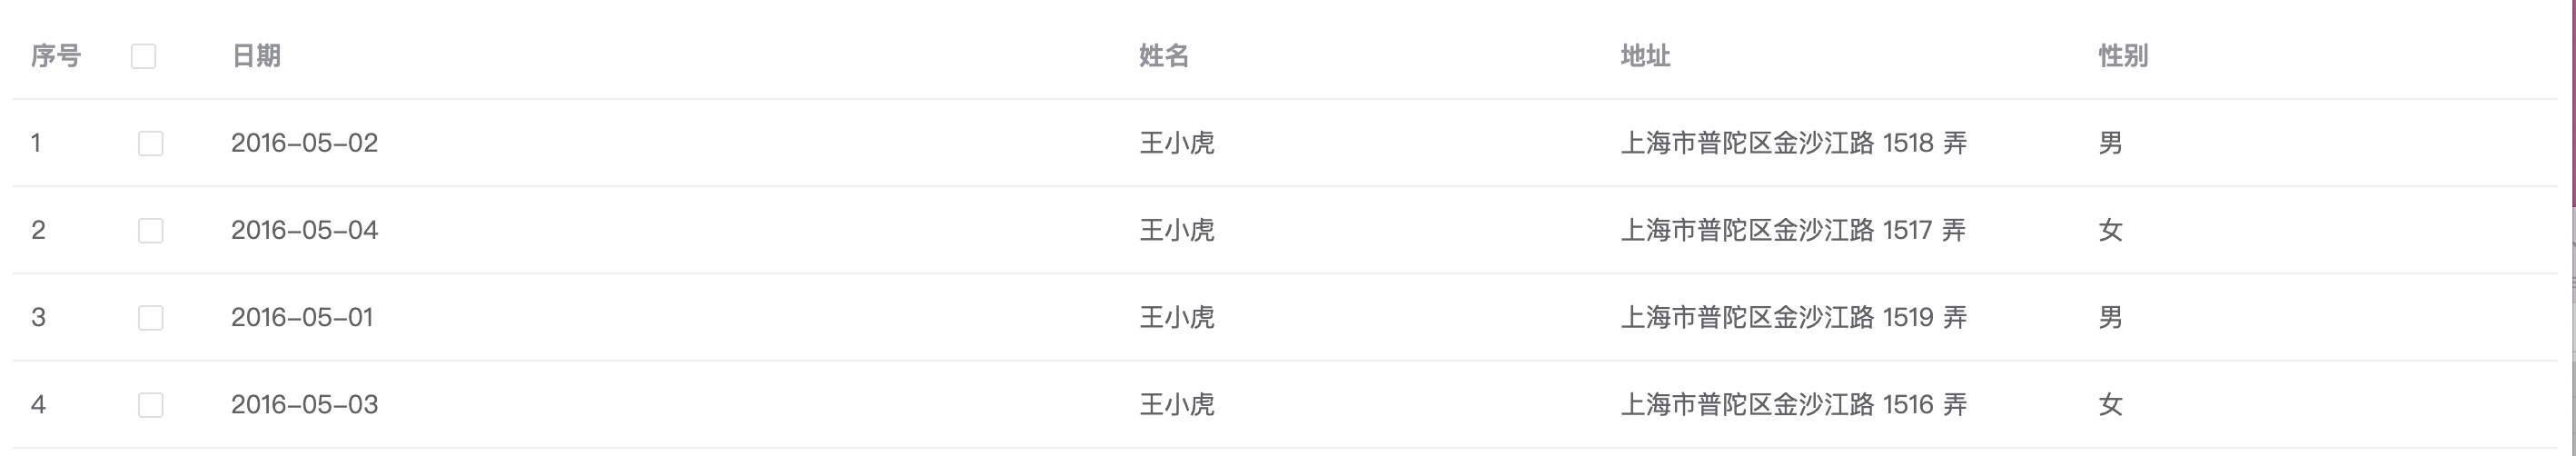 序号 日期 姓名 地址 性别
1 2016-05-02 王小虎 上海市普陀区金沙江路 1518 弄 男
2 2016-05-04 王小虎 上海市普陀区金沙江路 1517 弄 女
3 2016-05-01 王小虎 上海市普陀区金沙江路 1519 弄 男
4 2016-05-03 王小虎 上海市普陀区金沙江路 1516 弄 女